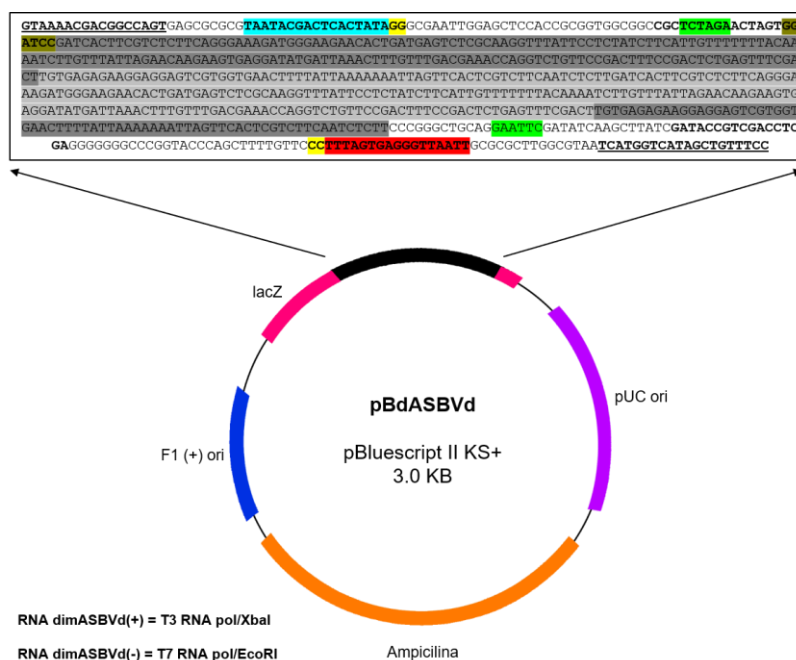 GTAAAACGACGGCCAGTGAGCGCGCGTAATACGACTCACTATAGGGCGAATTGGAGCTCCACCGCGGTGGCGGCCGCTCTAGAACTAGTGG
ATCCGATCACTTCGTCTCTTCAGGGAAAGATGGGAAGAACACTGATGAGTCTCGCAAGGTTTATTCCTCTATCTTCATTGTTTTTTTACAA
AATCTTGTTTATTAGAACAAGAAGTGAGGATATGATTAAACTTTGTTTGACGAAACCAGGTCTGTTCCGACTTTCCGACTCTGAGTTTCGA
CTTGTGAGAGAAGGAGGAGTCGTGGTGAACTTTTATTAAAAAAATTAGTTCACTCGTCTTCAATCTCTTGATCACTTCGTCTCTTCAGGGA
AAGATGGGAAGAACACTGATGAGTCTCGCAAGGTTTATTCCTCTATCTTCATTGTTTTTTTACAAAATCTTGTTTATTAGAACAAGAAGTG
AGGATATGATTAAACTTTGTTTGACGAAACCAGGTCTGTTCCGACTTTCCGACTCTGAGTTTCGACTTGTGAGAGAAGGAGGAGTCGTGGT
GAACTTTTATTAAAAAAATTAGTTCACTCGTCTTCAATCTCTTCCCGGGCTGCAGGAATTCGATATCAAGCTTATCGATACCGTCGACCTC
GAGGGGGGGCCCGGTACCCAGCTTTTGTTCCCTTTAGTGAGGGTTAATTGCGCGCTTGGCGTAATCATGGTCATAGCTGTTTCC
lacZ
pUC ori
pBdASBVd
F1 (+) ori
pBluescript II KS+
3.0 KB
RNA dimASBVd(+) = T3 RNA pol/XbaI
RNA dimASBVd(-) = T7 RNA pol/EcoRI
Ampicilina